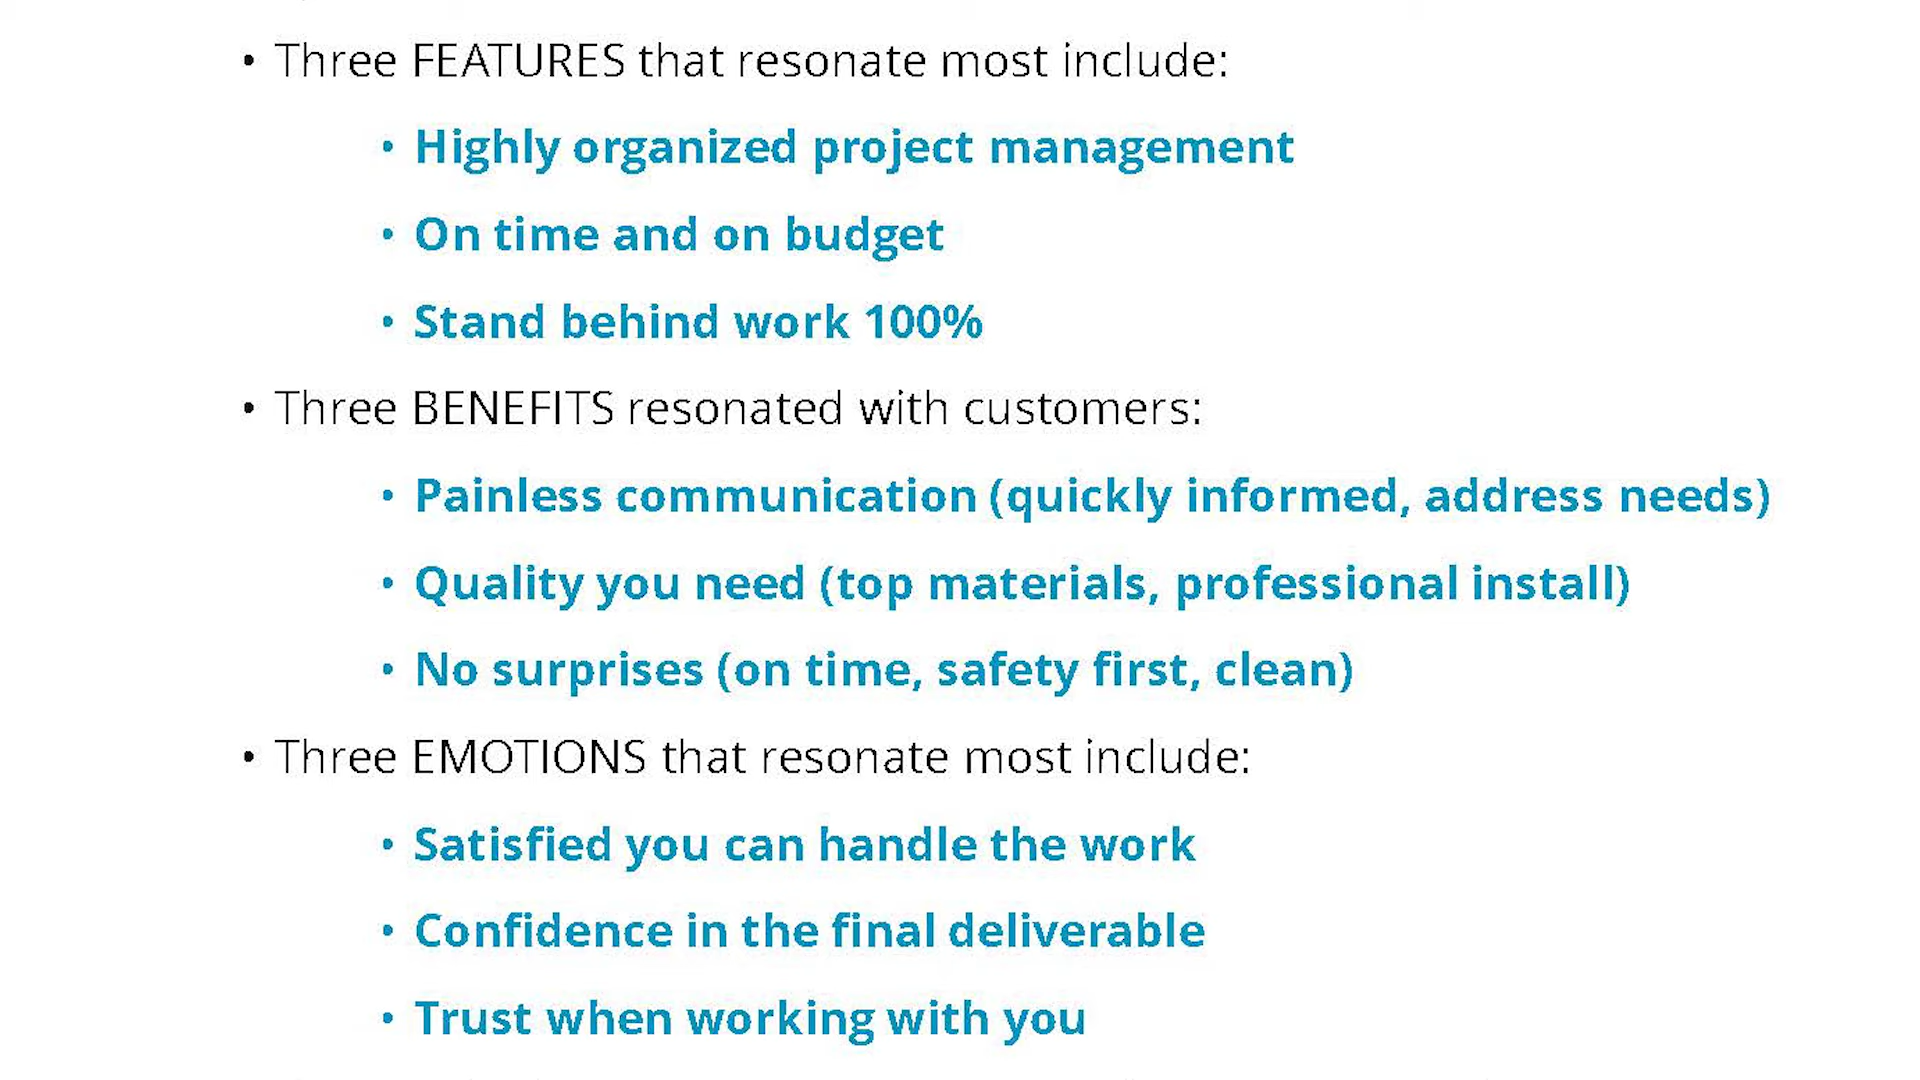 • Three FEATURES that resonate most include:
• Highly organized project management
• On time and on budget
• Stand behind work 100%
• Three BENEFITS resonated with customers:
• Painless communication (quickly informed, address needs)
• Quality you need (top materials, professional install)
• No surprises (on time, safety first, clean)
• Three EMOTIONS that resonate most include:
• Satisfied you can handle the work
• Confidence in the final deliverable
• Trust when working with you